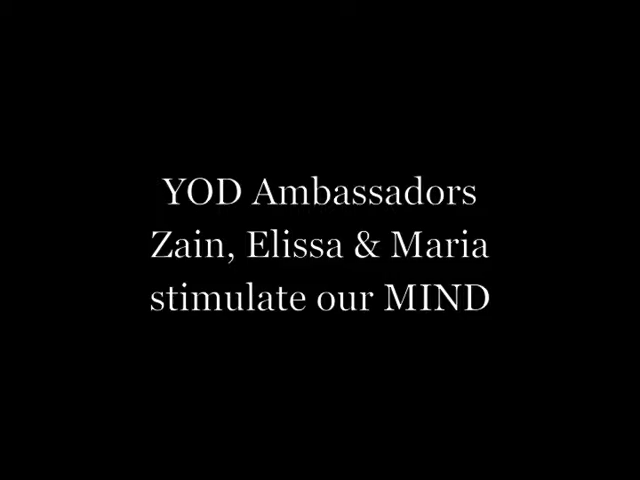 YOD Ambassadors
Zain, Elissa & Maria
stimulate our MIND